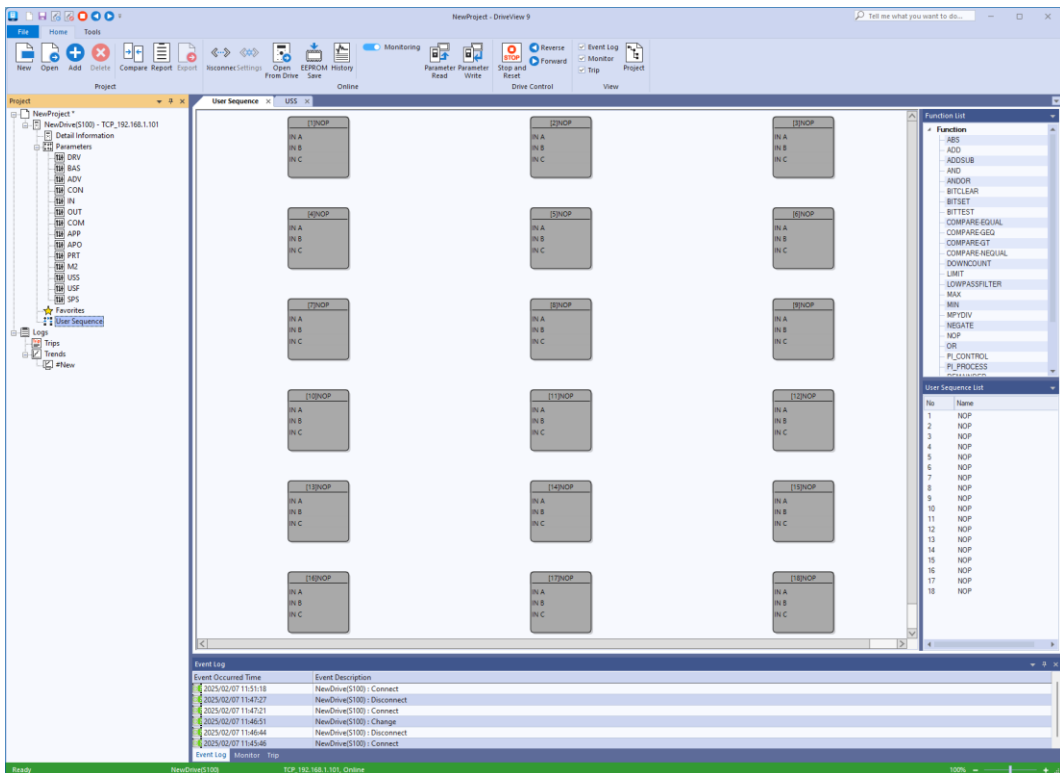 NewProject - DriveView 9
Tell me what you want to do...
File Home Tools
New Open Add Delete Compare Report Export
Settings Open From Drive EEPROM Save History
Monitoring
Parameter Read Parameter Write
Stop and Reset
Reverse
Forward
Event Log
Monitor
Trip
Project
Project Online Drive Control View
Project
NewProject *
NewDrive(S100) - TCP_192.168.1.101
Detail Information
Parameters
DRV
BAS
ADV
CON
IN
OUT
COM
APP
APO
PRT
M2
USS
USF
SPS
Favorites
User Sequence
Logs
Trips
Trends
#New
User Sequence USS
[1]NOP [2]NOP [3]NOP
IN A IN A IN A
IN B IN B IN B
IN C IN C IN C
[4]NOP [5]NOP [6]NOP
IN A IN A IN A
IN B IN B IN B
IN C IN C IN C
[7]NOP [8]NOP [9]NOP
IN A IN A IN A
IN B IN B IN B
IN C IN C IN C
[10]NOP [11]NOP [12]NOP
IN A IN A IN A
IN B IN B IN B
IN C IN C IN C
[13]NOP [14]NOP [15]NOP
IN A IN A IN A
IN B IN B IN B
IN C IN C IN C
[16]NOP [17]NOP [18]NOP
IN A IN A IN A
IN B IN B IN B
IN C IN C IN C
Function List
Function
ABS
ADD
ADDSUB
AND
ANDOR
BITCLEAR
BITSET
BITTEST
COMPARE-EQUAL
COMPARE-GEQ
COMPARE-GT
COMPARE-NEQUAL
DOWNCOUNT
LIMIT
LOWPASSFILTER
MAX
MIN
MPYDIV
NEGATE
NOP
OR
PI_CONTROL
PI_PROCESS
User Sequence List
No Name
1 NOP
2 NOP
3 NOP
4 NOP
5 NOP
6 NOP
7 NOP
8 NOP
9 NOP
10 NOP
11 NOP
12 NOP
13 NOP
14 NOP
15 NOP
16 NOP
17 NOP
18 NOP
Event Log
Event Occurred Time Event Description
2025/02/07 11:51:18 NewDrive(S100) : Connect
2025/02/07 11:47:27 NewDrive(S100) : Disconnect
2025/02/07 11:47:21 NewDrive(S100) : Connect
2025/02/07 11:46:51 NewDrive(S100) : Change
2025/02/07 11:46:44 NewDrive(S100) : Disconnect
2025/02/07 11:45:46 NewDrive(S100) : Connect
Event Log Monitor Trip
Ready NewDrive(S100) TCP_192.168.1.101, Online 100%